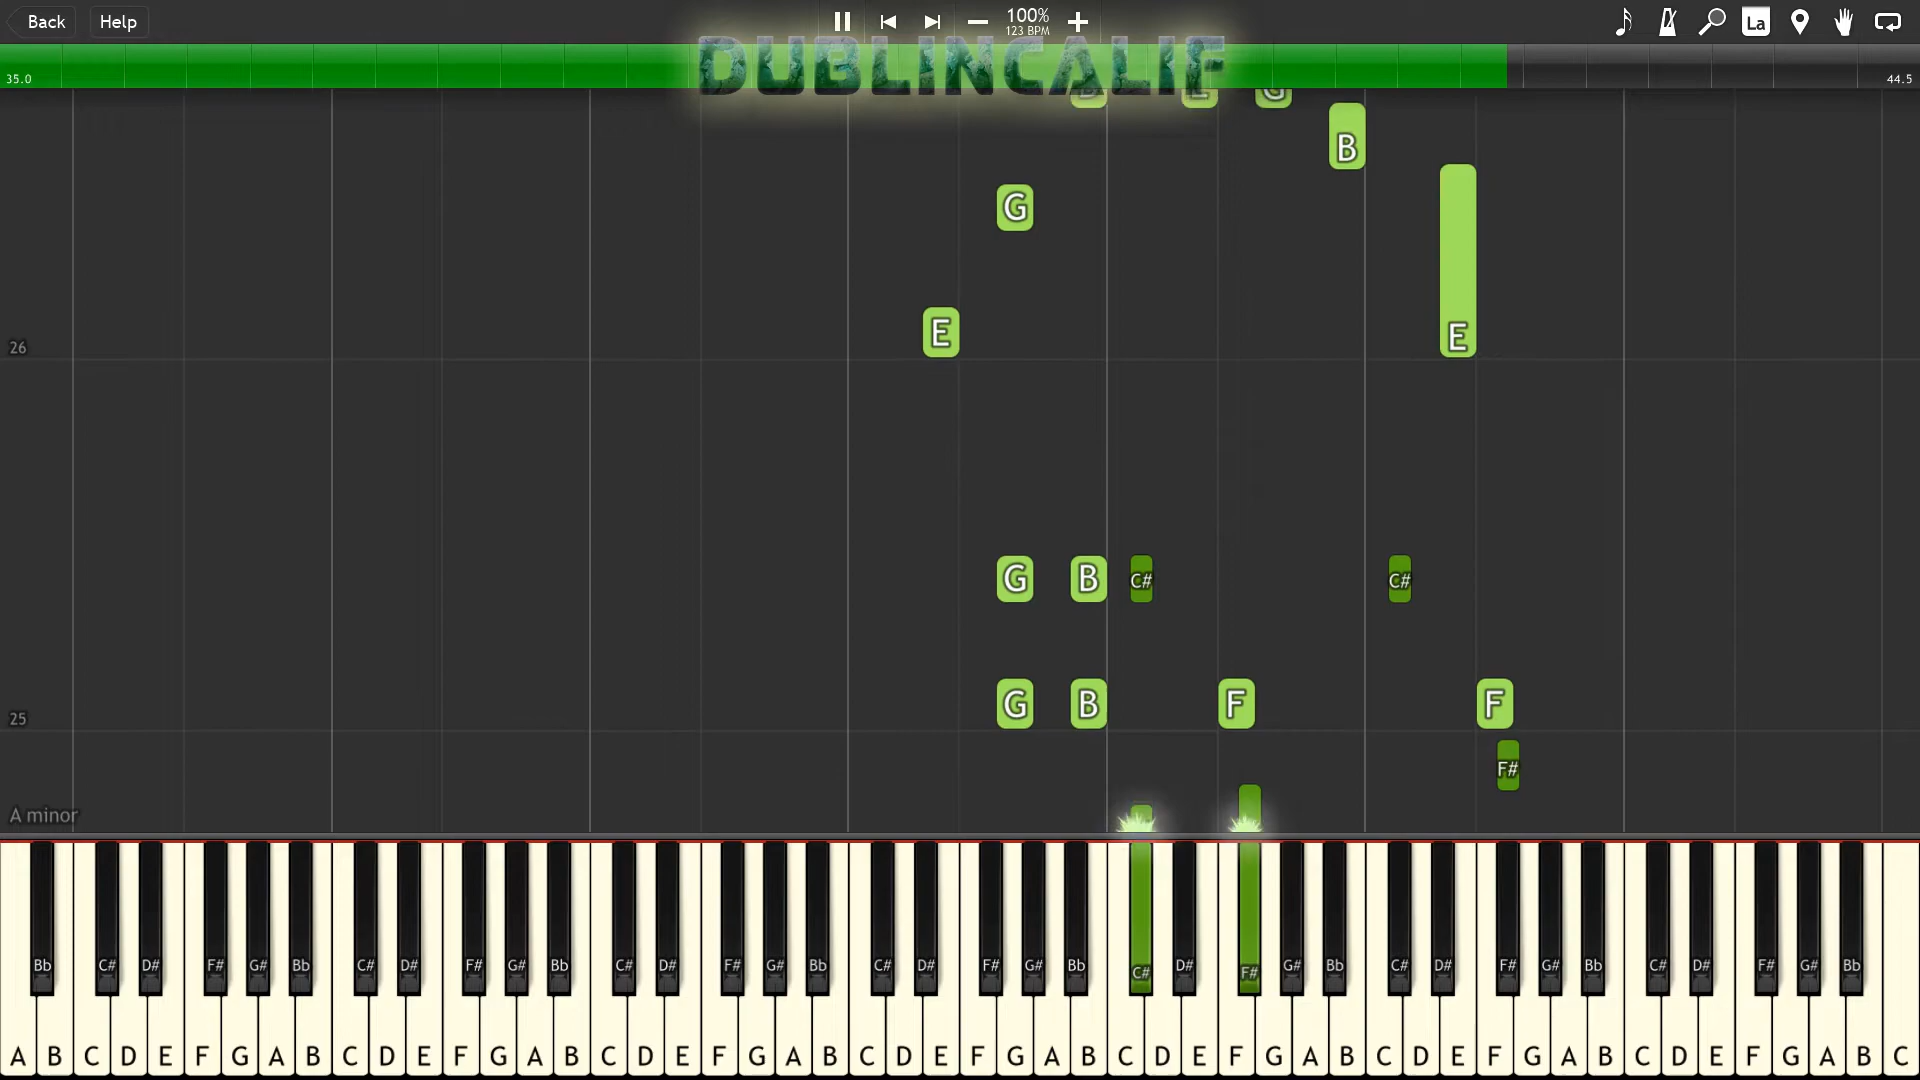 Back Help 100%
123 BPM La
DUBLINCALIF
35.0 44.5
G
B
G
E E
26
G B C# C#
G B F F
25
F#
A minor
Bb C# D# F# G# Bb C# D# F# G# Bb C# D# F# G# Bb C# D# F# G# Bb C# D# F# G# Bb C# D# F# G# Bb C# D# F# G# Bb
A B C D E F G A B C D E F G A B C D E F G A B C D E F G A B C D E F G A B C D E F G A B C D E F G A B C